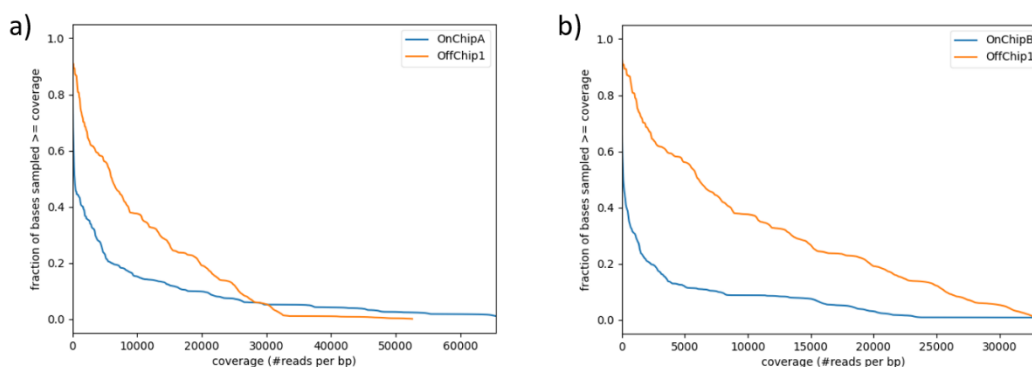 a)
OnChipA
OffChip1
fraction of bases sampled >= coverage
1.0
0.8
0.6
0.4
0.2
0.0
0
10000
20000
30000
40000
50000
60000
coverage (#reads per bp)
b)
OnChipB
OffChip1
fraction of bases sampled >= coverage
1.0
0.8
0.6
0.4
0.2
0.0
0
5000
10000
15000
20000
25000
30000
coverage (#reads per bp)